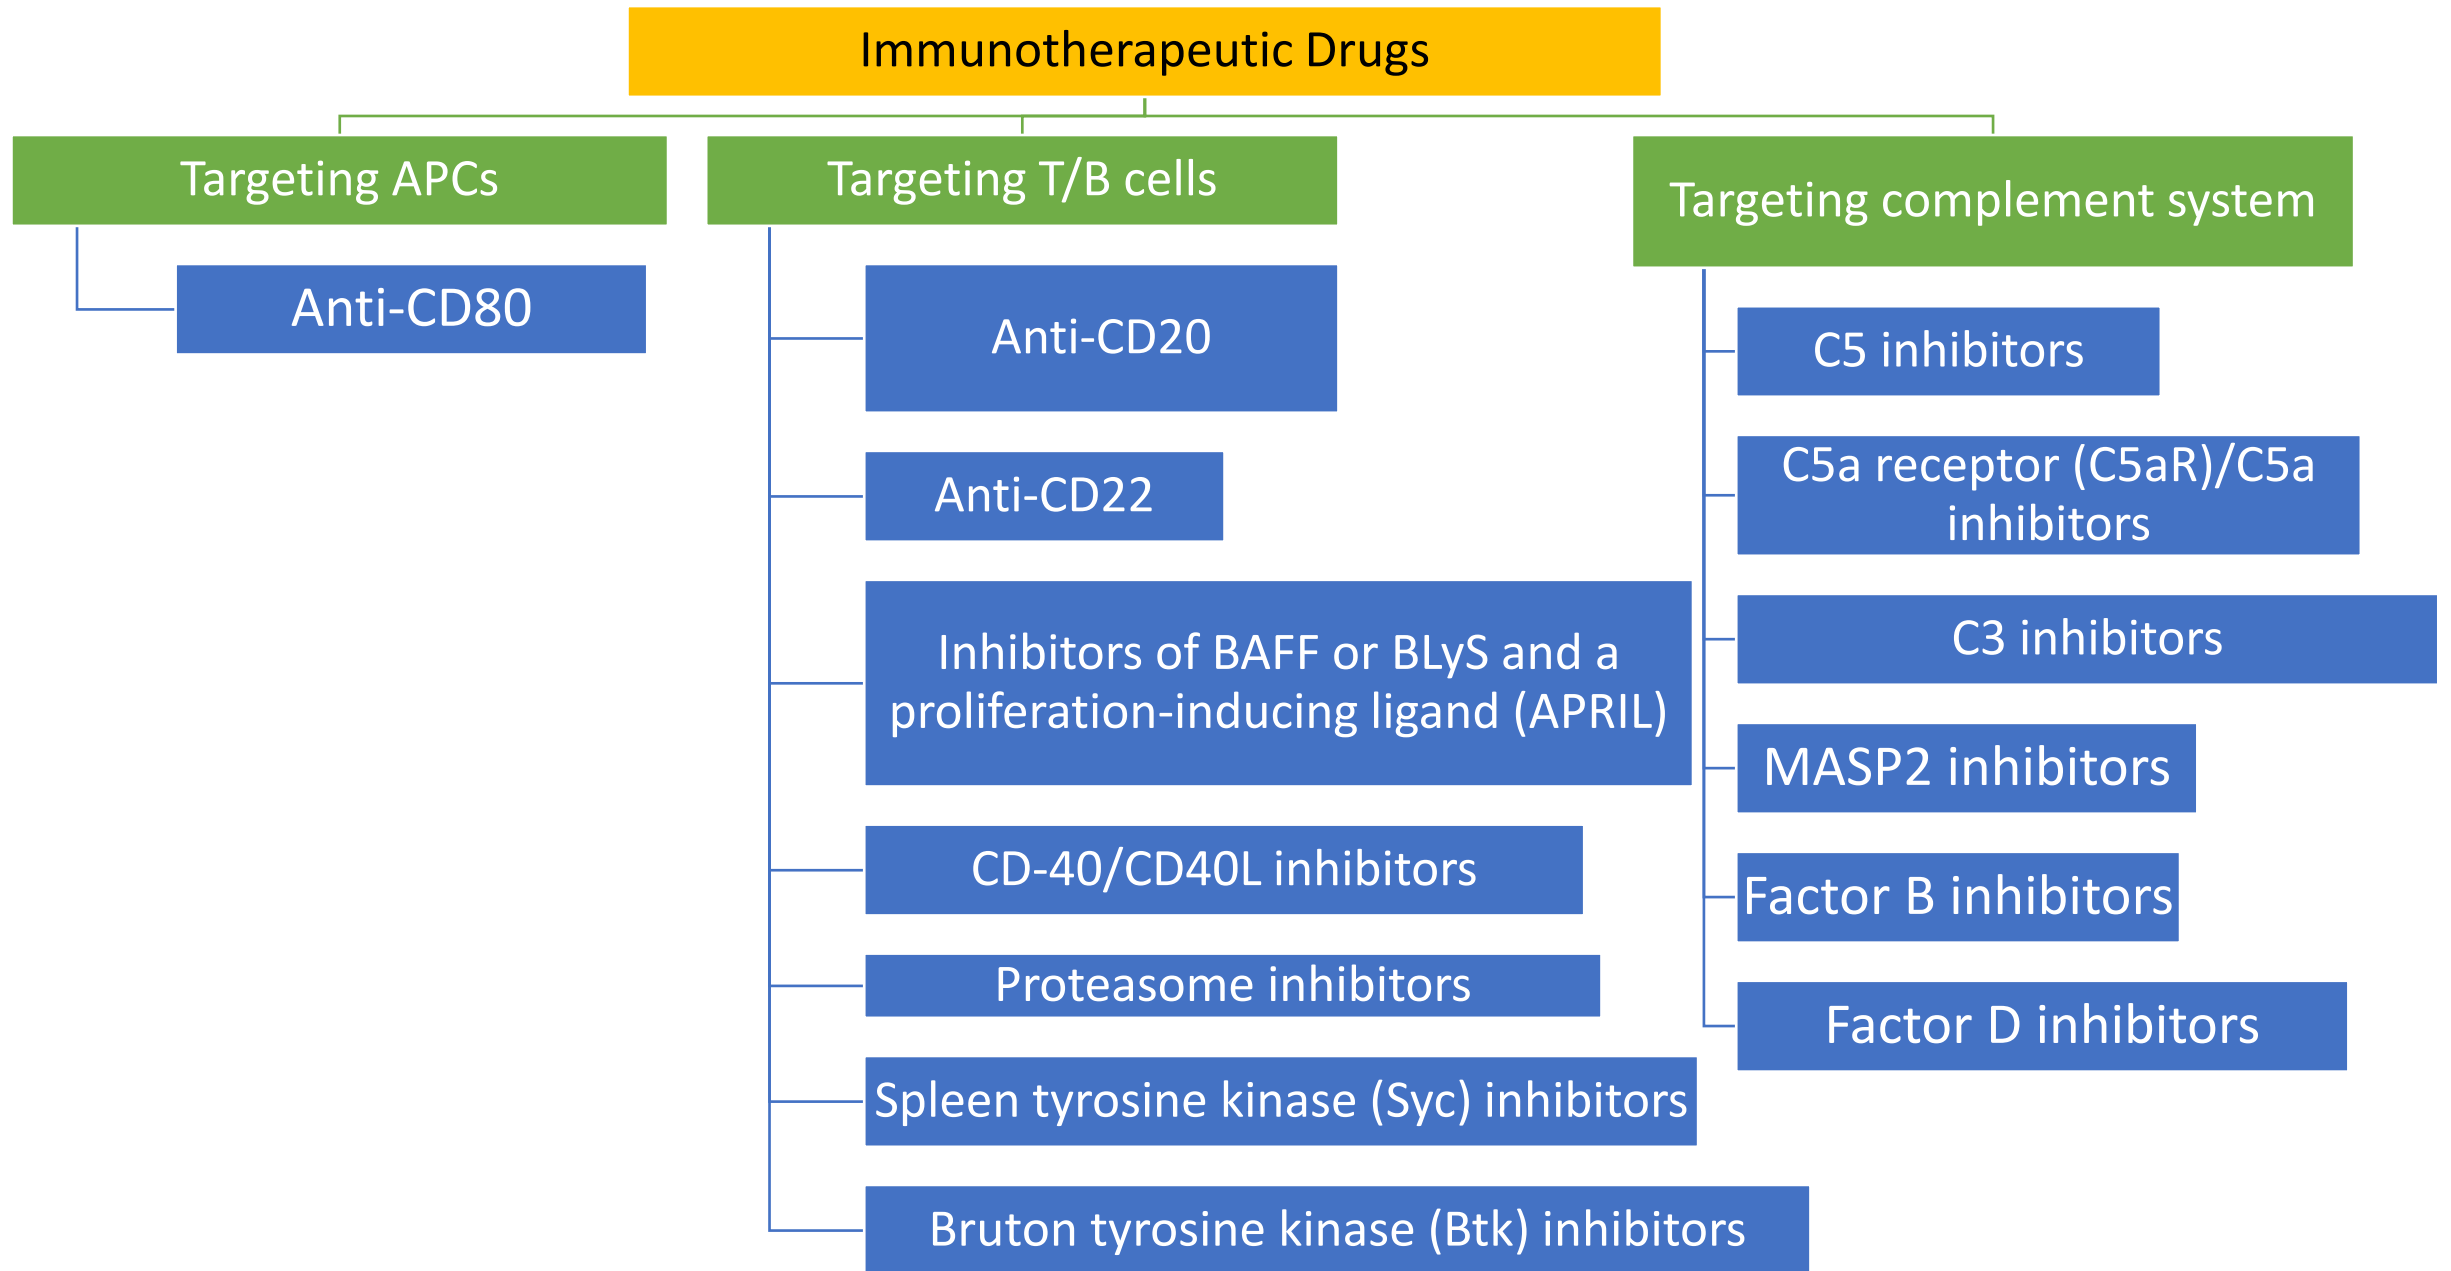 Immunotherapeutic Drugs
Targeting APCs
Anti-CD80
Targeting T/B cells
Anti-CD20
Anti-CD22
Inhibitors of BAFF or BLyS and a
proliferation-inducing ligand (APRIL)
CD-40/CD40L inhibitors
Proteasome inhibitors
Spleen tyrosine kinase (Syc) inhibitors
Bruton tyrosine kinase (Btk) inhibitors
Targeting complement system
C5 inhibitors
C5a receptor (C5aR)/C5a
inhibitors
C3 inhibitors
MASP2 inhibitors
Factor B inhibitors
Factor D inhibitors